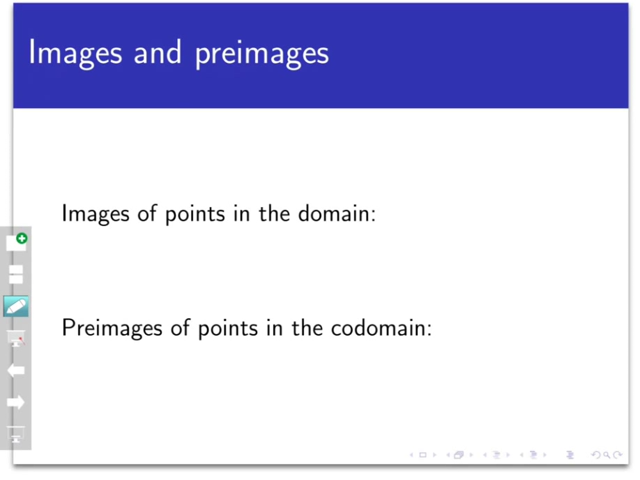 Images and preimages
Images of points in the domain:
Preimages of points in the codomain: